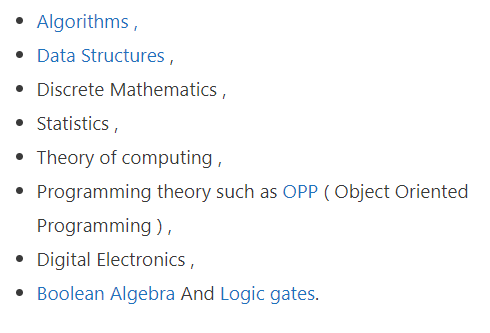 • Algorithms ,
• Data Structures ,
• Discrete Mathematics ,
• Statistics ,
• Theory of computing ,
• Programming theory such as OPP ( Object Oriented
Programming ) ,
• Digital Electronics ,
• Boolean Algebra And Logic gates.